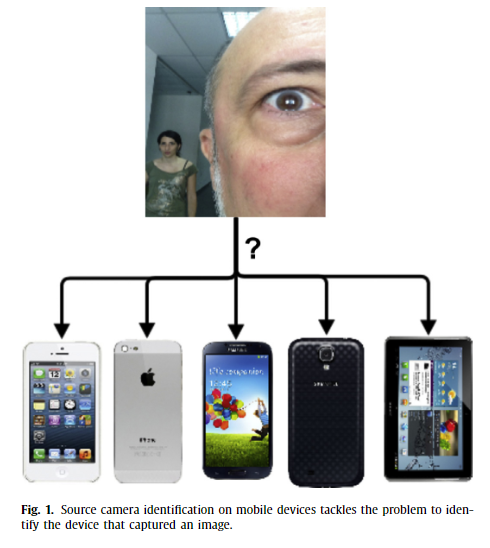 ?
SAMSUNG
Fig. 1. Source camera identification on mobile devices tackles the problem to iden-
tify the device that captured an image.